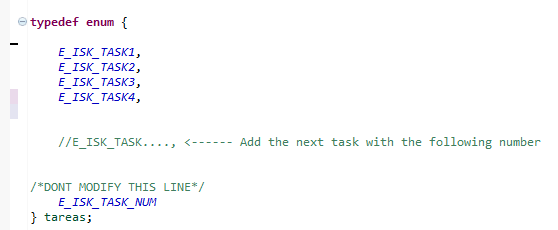 typedef enum {
E_ISK_TASK1,
E_ISK_TASK2,
E_ISK_TASK3,
E_ISK_TASK4,
//E_ISK_TASK...., <------ Add the next task with the following number
/*DONT MODIFY THIS LINE*/
E_ISK_TASK_NUM
} tareas;